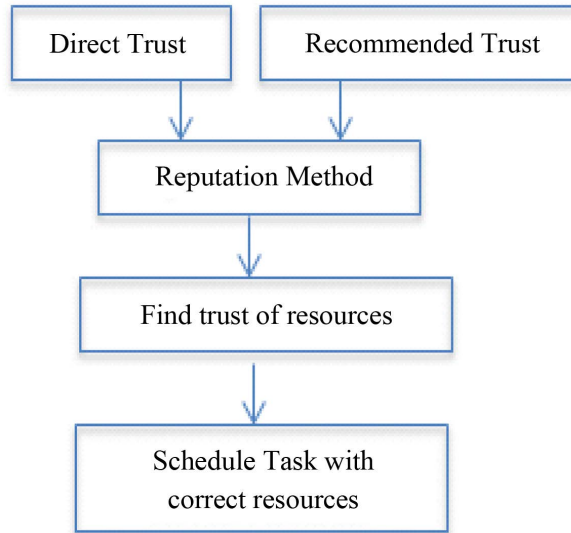 Direct Trust
Recommended Trust
Reputation Method
Find trust of resources
Schedule Task with
correct resources